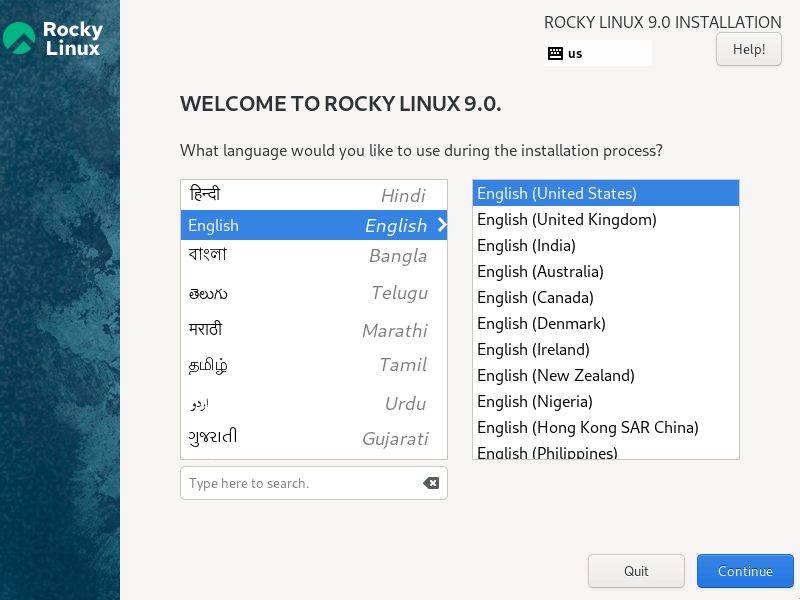 Rocky
Linux
ROCKY LINUX 9.0 INSTALLATION
us
Help!
WELCOME TO ROCKY LINUX 9.0.
What language would you like to use during the installation process?
हिन्दी Hindi
English English
বাংলা Bangla
తెలుగు Telugu
मराठी Marathi
தமிழ் Tamil
اردو Urdu
ગુજરાતી Gujarati
Type here to search.
English (United States)
English (United Kingdom)
English (India)
English (Australia)
English (Canada)
English (Denmark)
English (Ireland)
English (New Zealand)
English (Nigeria)
English (Hong Kong SAR China)
English (Philippines)
Quit
Continue